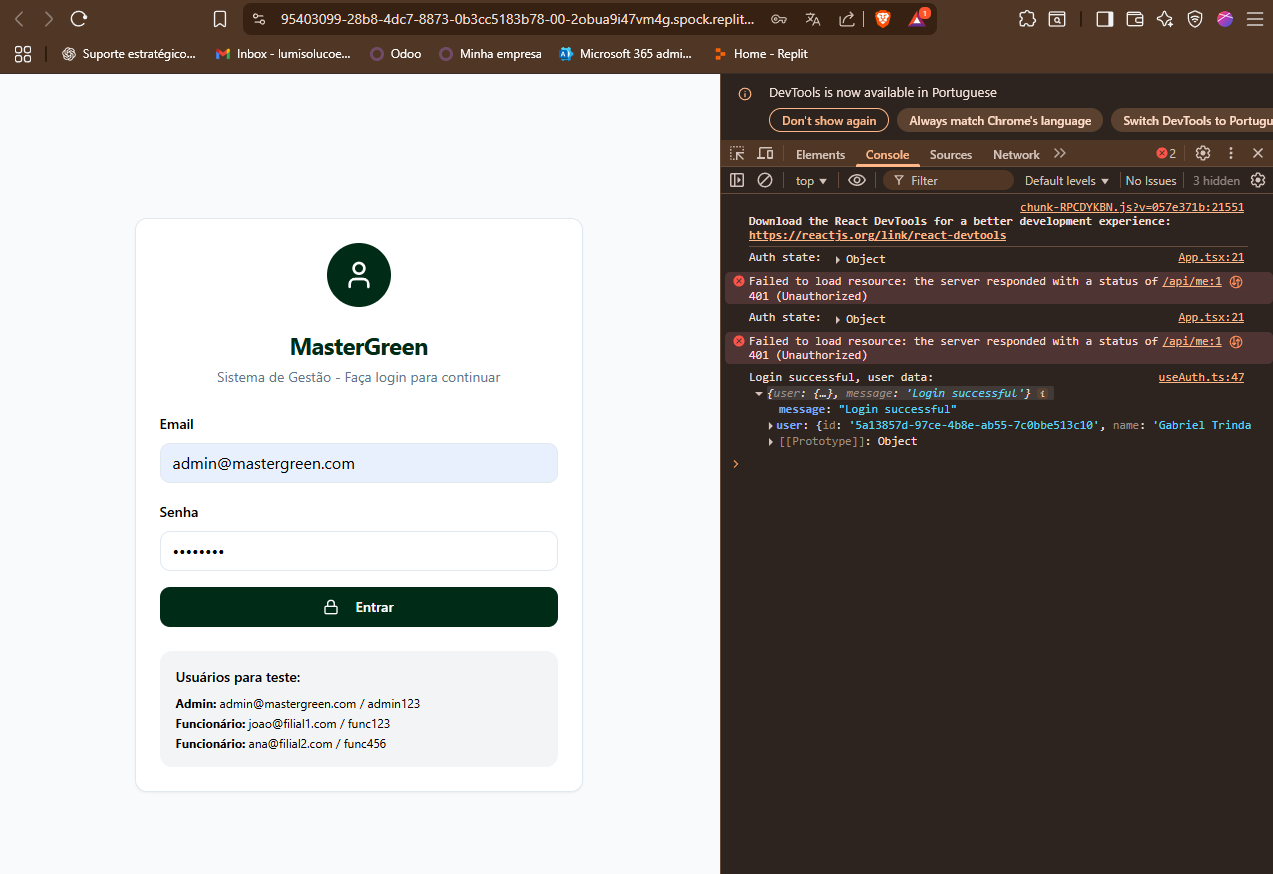 95403099-28b8-4dc7-8873-0b3cc5183b78-00-2obua9i47vm4g.spock.replit...
1
Suporte estratégico...
Inbox - lumisolucoe...
Odoo
Minha empresa
Microsoft 365 admi...
Home - Replit
MasterGreen
Sistema de Gestão - Faça login para continuar
Email
admin@mastergreen.com
Senha
••••••••
Entrar
Usuários para teste:
Admin: admin@mastergreen.com / admin123
Funcionário: joao@filial1.com / func123
Funcionário: ana@filial2.com / func456
DevTools is now available in Portuguese
Don't show again
Always match Chrome's language
Switch DevTools to Portugu
Elements
Console
Sources
Network
2
top
Filter
Default levels
No Issues
3 hidden
chunk-RPCDYKBN.js?v=057e371b:21551
Download the React DevTools for a better development experience:
https://reactjs.org/link/react-devtools
Auth state: Object App.tsx:21
Failed to load resource: the server responded with a status of /api/me:1
401 (Unauthorized)
Auth state: Object App.tsx:21
Failed to load resource: the server responded with a status of /api/me:1
401 (Unauthorized)
Login successful, user data: useAuth.ts:47
{user: {…}, message: 'Login successful'} i
message: "Login successful"
user: {id: '5a13857d-97ce-4b8e-ab55-7c0bbe513c10', name: 'Gabriel Trinda
[[Prototype]]: Object